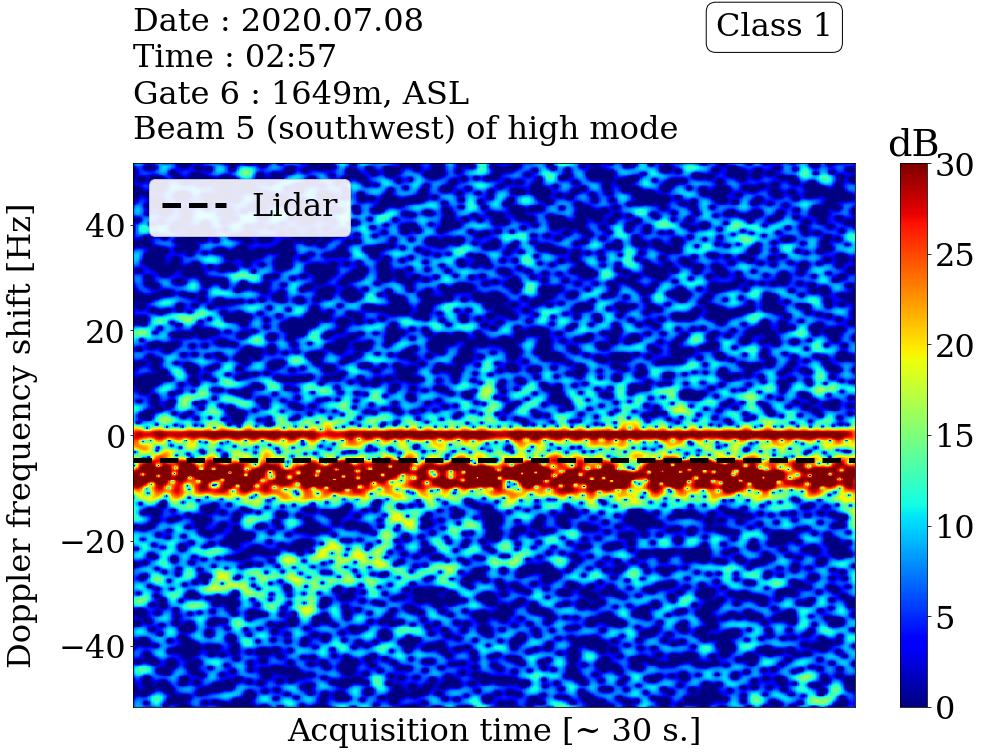 Date : 2020.07.08
Time : 02:57
Gate 6 : 1649m, ASL
Beam 5 (southwest) of high mode
Class 1
dB
Lidar
Doppler frequency shift [Hz]
40
20
0
−20
−40
Acquisition time [~ 30 s.]
30
25
20
15
10
5
0